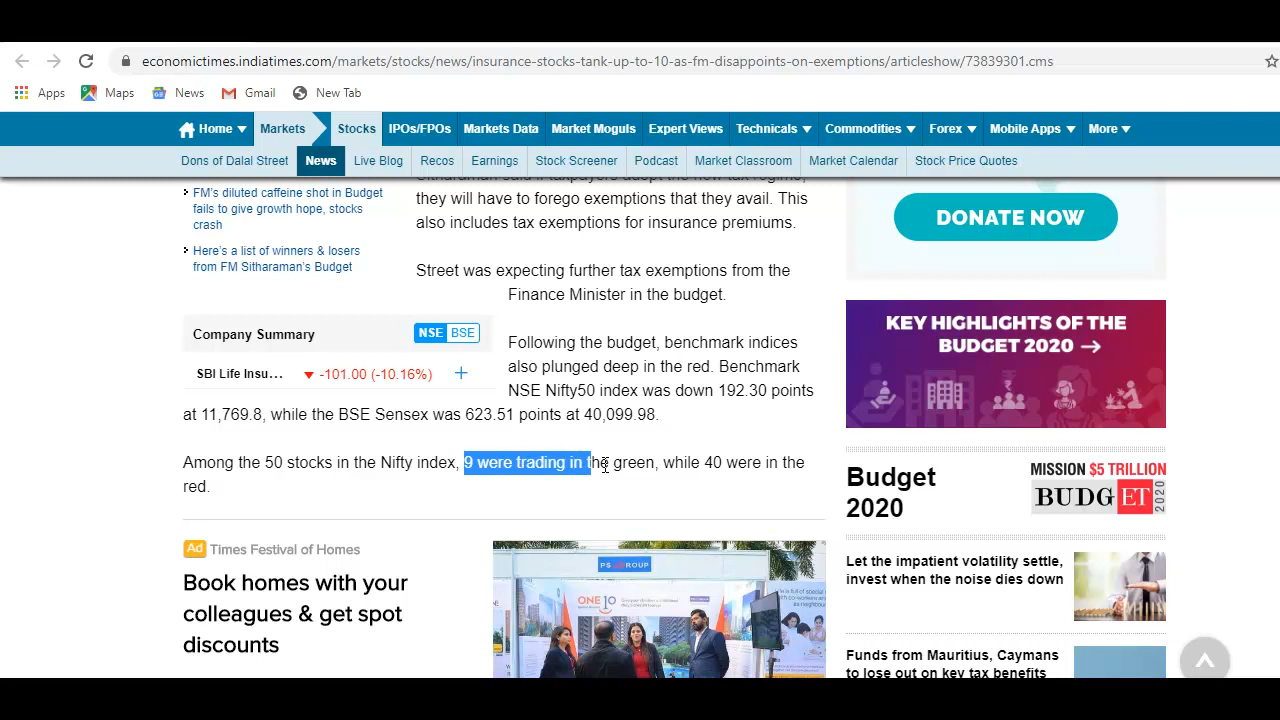 economictimes.indiatimes.com/markets/stocks/news/insurance-stocks-tank-up-to-10-as-fm-disappoints-on-exemptions/articleshow/73839301.cms
Apps Maps News Gmail New Tab
Home Markets Stocks IPOs/FPOs Markets Data Market Moguls Expert Views Technicals Commodities Forex Mobile Apps More
Dons of Dalal Street News Live Blog Recos Earnings Stock Screener Podcast Market Classroom Market Calendar Stock Price Quotes
FM's diluted caffeine shot in Budget
fails to give growth hope, stocks
crash
Here's a list of winners & losers
from FM Sitharaman's Budget
Sitharaman said if taxpayers adopt the new tax regime,
they will have to forego exemptions that they avail. This
also includes tax exemptions for insurance premiums.
Street was expecting further tax exemptions from the
Finance Minister in the budget.
Company Summary NSE BSE
SBI Life Insu... -101.00 (-10.16%) +
Following the budget, benchmark indices
also plunged deep in the red. Benchmark
NSE Nifty50 index was down 192.30 points
at 11,769.8, while the BSE Sensex was 623.51 points at 40,099.98.
Among the 50 stocks in the Nifty index, 9 were trading in the green, while 40 were in the
red.
Ad Times Festival of Homes
Book homes with your
colleagues & get spot
discounts
PS GROUP
ONE10
DONATE NOW
KEY HIGHLIGHTS OF THE
BUDGET 2020 →
Budget
2020
MISSION $5 TRILLION
BUDGET 2020
Let the impatient volatility settle,
invest when the noise dies down
Funds from Mauritius, Caymans
to lose out on key tax benefits